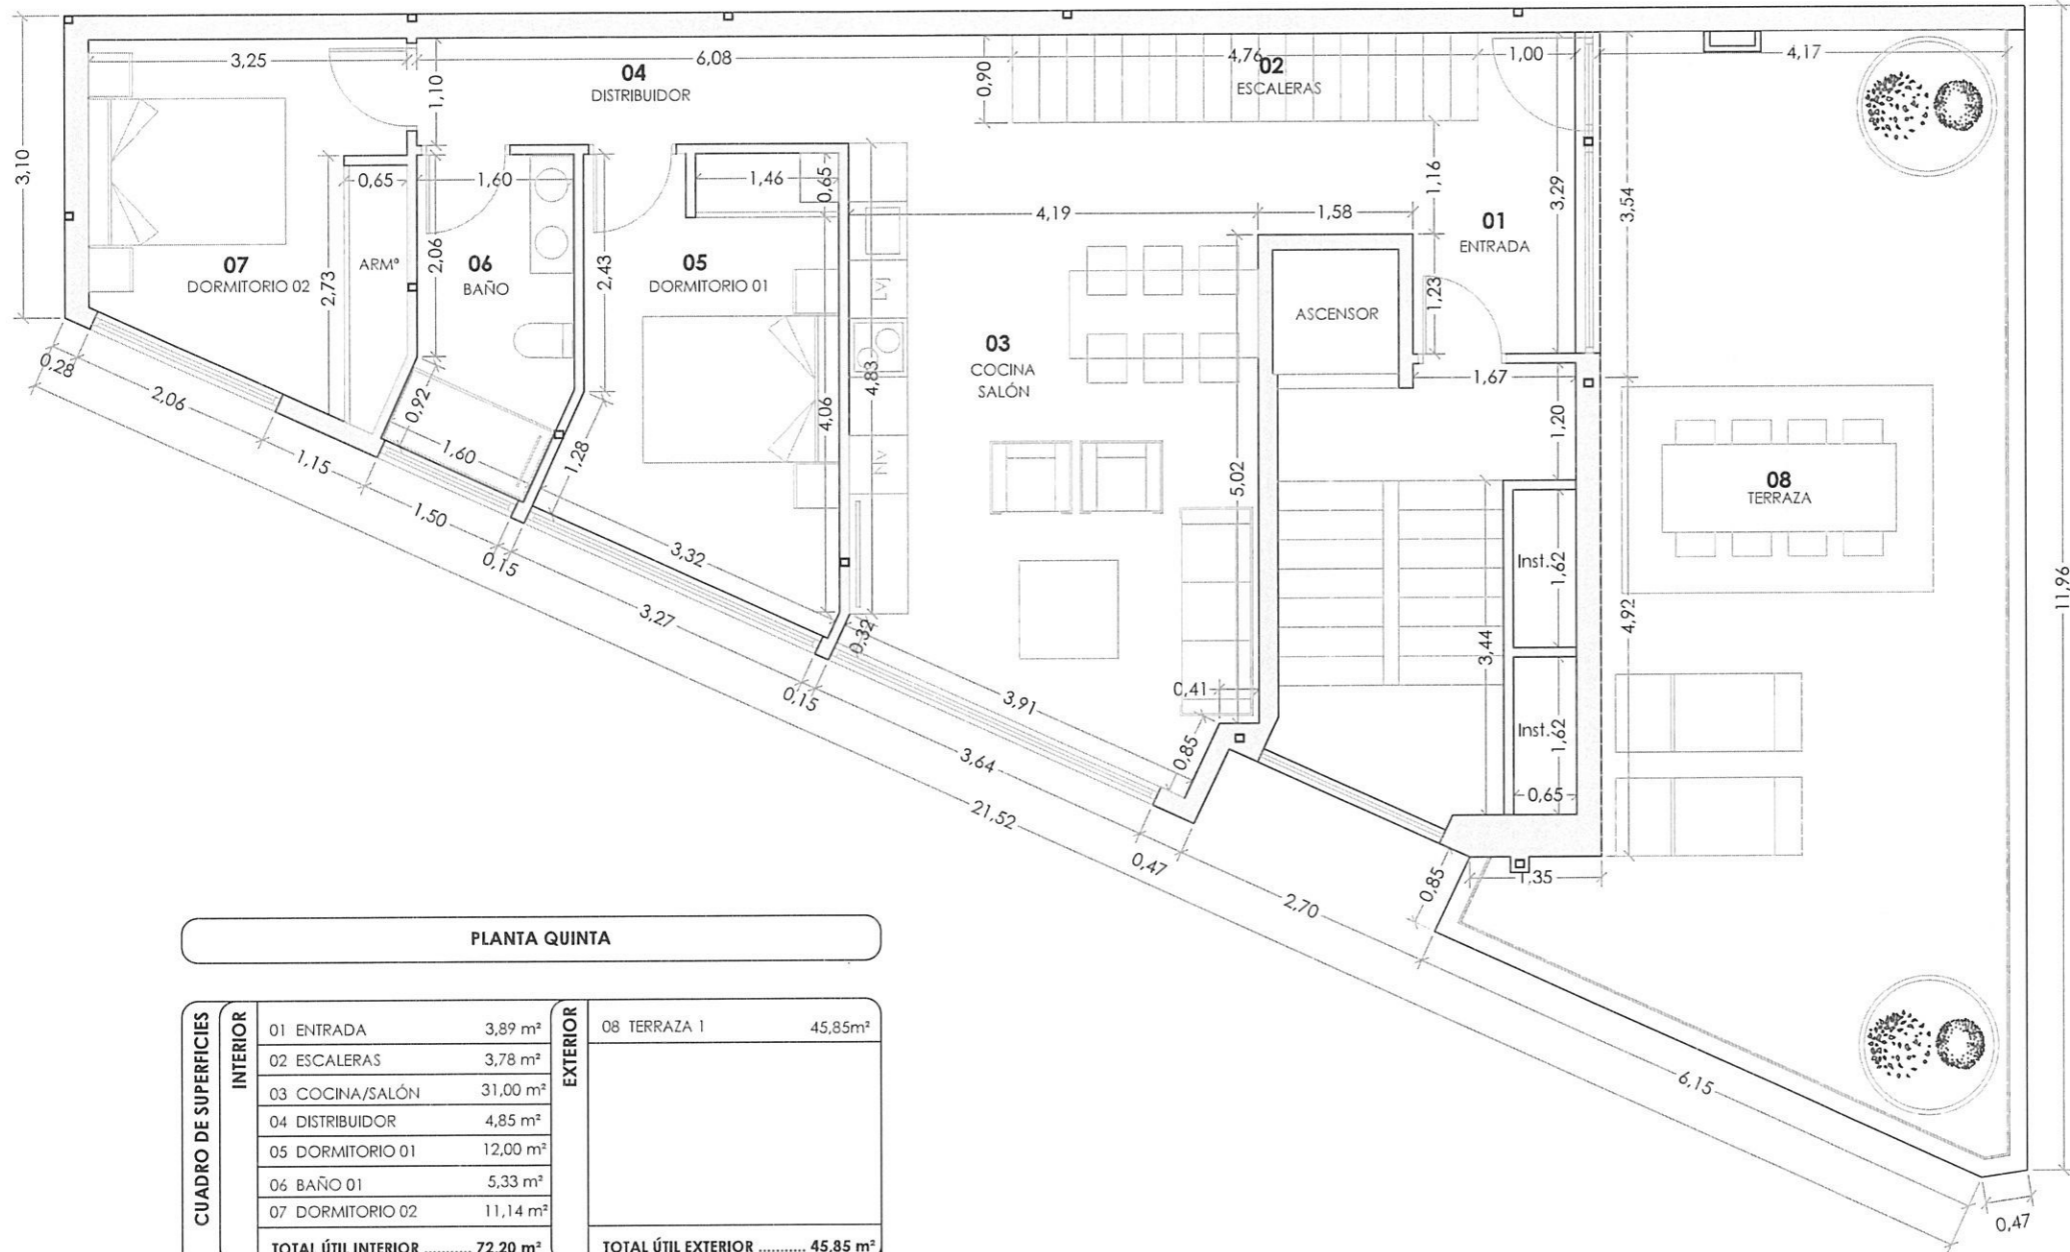 3,25
6,08
4,76
1,00
4,17
04
DISTRIBUIDOR
02
ESCALERAS
0,90
1,10
3,10
0,65
1,60
1,46
0,65
1,16
3,29
3,54
4,19
1,58
01
ENTRADA
07
DORMITORIO 02
2,73
ARMº
2,06
06
BAÑO
2,43
05
DORMITORIO 01
LVJ
1,23
ASCENSOR
03
COCINA
SALÓN
4,83
4,06
1,67
0,28
2,06
0,92
1,15
1,60
1,28
NV
5,02
1,20
08
TERRAZA
1,50
0,15
3,32
3,27
Inst.S
1,62
11,96
4,92
3,44
0,32
0,15
3,91
0,41
0,85
Inst.S
1,62
0,65
3,64
21,52
0,47
0,85
1,35
2,70
6,15
0,47
PLANTA QUINTA
CUADRO DE SUPERFICIES
INTERIOR
01 ENTRADA 3,89 m²
02 ESCALERAS 3,78 m²
03 COCINA/SALÓN 31,00 m²
04 DISTRIBUIDOR 4,85 m²
05 DORMITORIO 01 12,00 m²
06 BAÑO 01 5,33 m²
07 DORMITORIO 02 11,14 m²
TOTAL ÚTIL INTERIOR ........... 72,20 m²
EXTERIOR
08 TERRAZA 1 45,85m²
TOTAL ÚTIL EXTERIOR ........... 45,85 m²